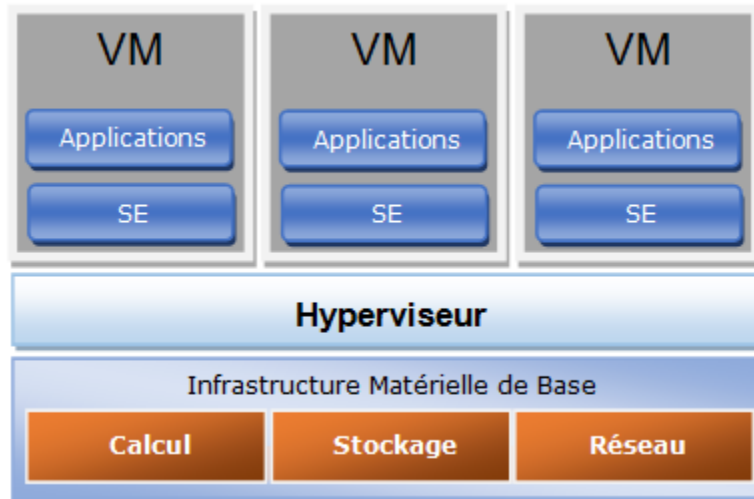 VM VM VM
Applications Applications Applications
SE SE SE
Hyperviseur
Infrastructure Matérielle de Base
Calcul Stockage Réseau